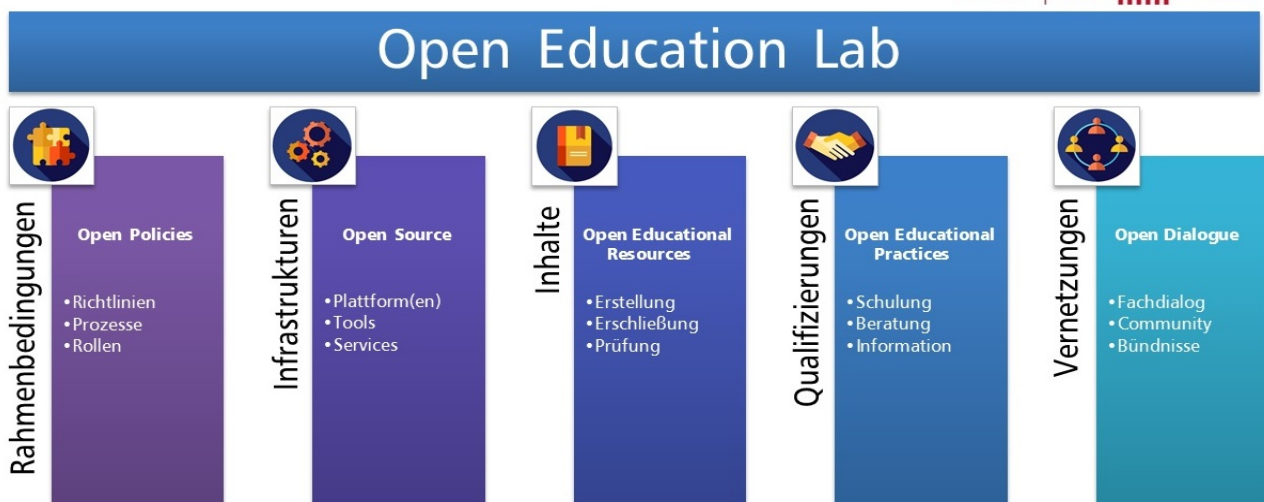 Open Education Lab
Rahmenbedingungen
Open Policies
•Richtlinien
•Prozesse
•Rollen
Infrastrukturen
Open Source
•Plattform(en)
•Tools
•Services
Inhalte
Open Educational
Resources
•Erstellung
•Erschließung
•Prüfung
Qualifizierungen
Open Educational
Practices
•Schulung
•Beratung
•Information
Vernetzungen
Open Dialogue
•Fachdialog
•Community
•Bündnisse